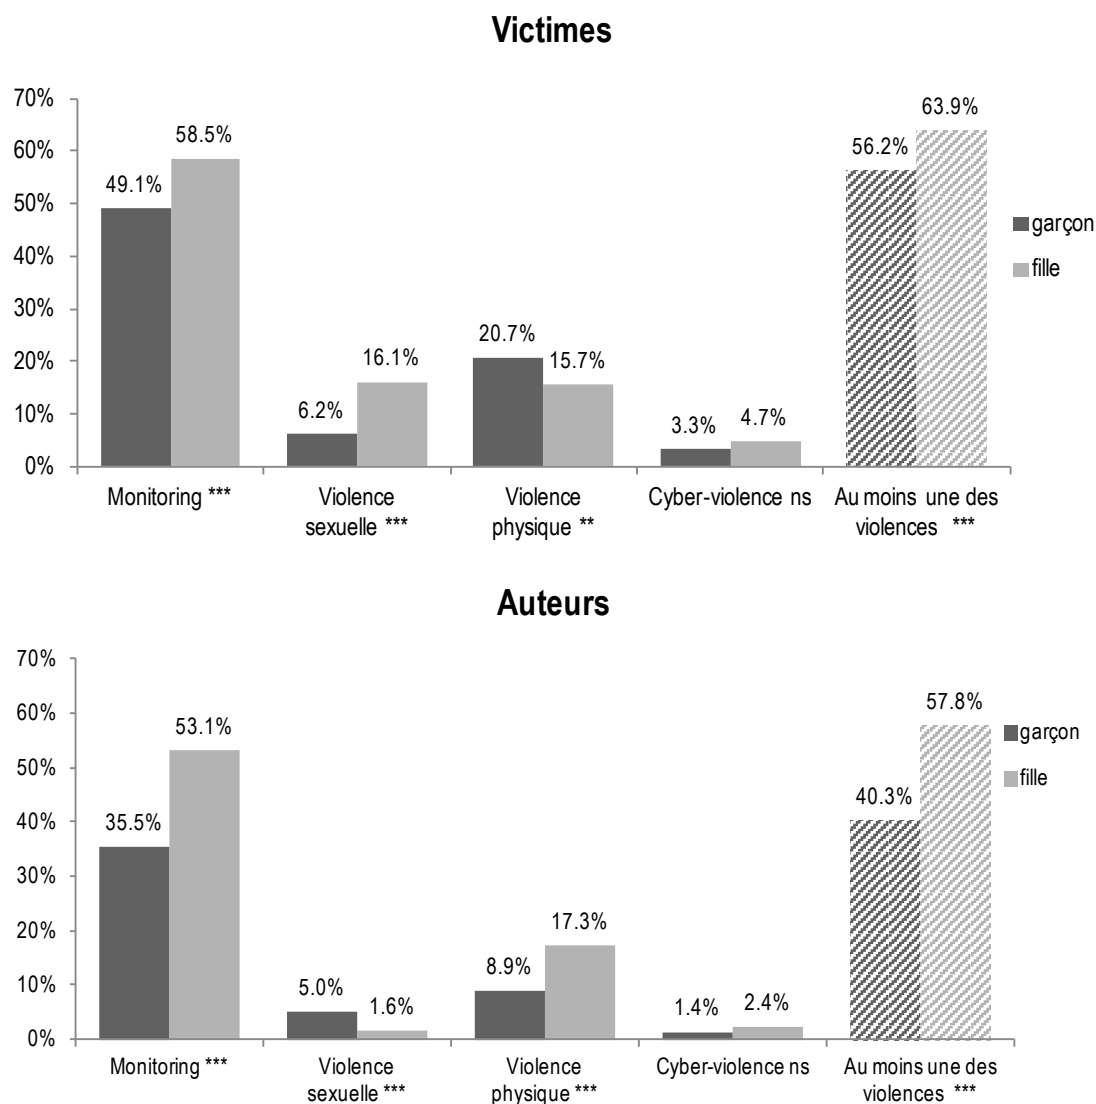 Victimes
70%
60%
50%
40%
30%
20%
10%
0%
49.1%
58.5%
6.2%
16.1%
20.7%
15.7%
3.3%
4.7%
56.2%
63.9%
garçon
fille
Monitoring ***
Violence
sexuelle ***
Violence
physique **
Cyber-violence ns
Au moins une des
violences ***
Auteurs
70%
60%
50%
40%
30%
20%
10%
0%
35.5%
53.1%
5.0%
1.6%
8.9%
17.3%
1.4%
2.4%
40.3%
57.8%
garçon
fille
Monitoring ***
Violence
sexuelle ***
Violence
physique ***
Cyber-violence ns
Au moins une des
violences ***